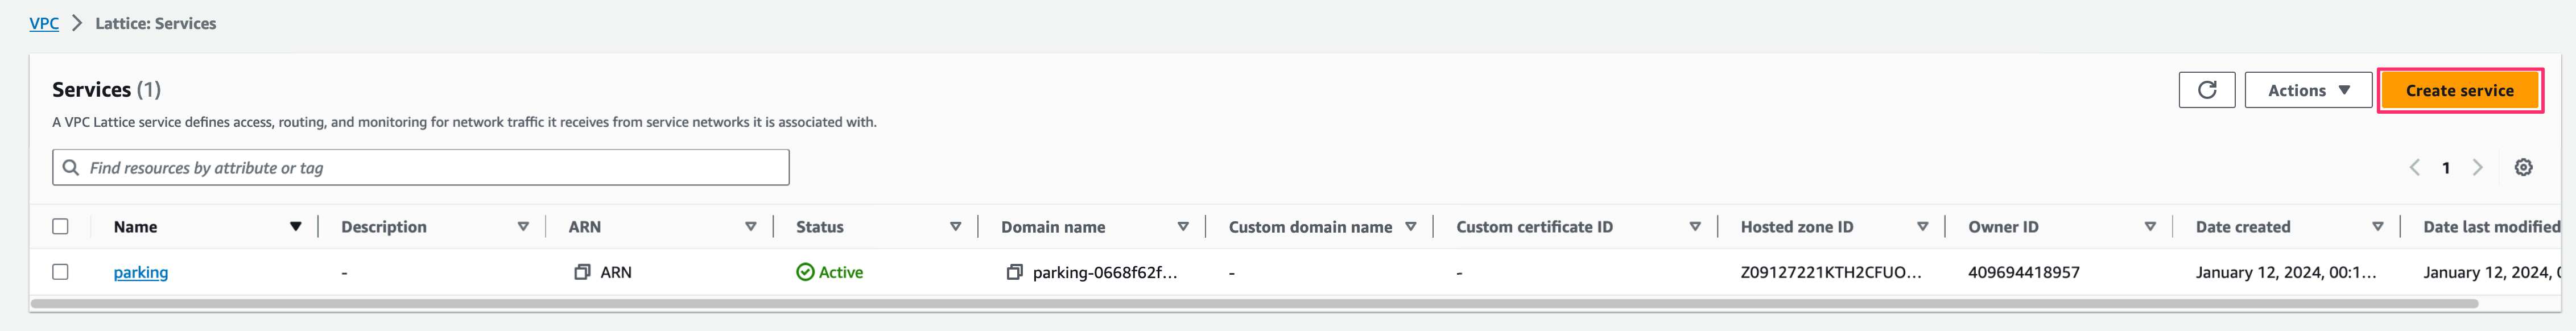 VPC > Lattice: Services
Services (1)
Actions
Create service
A VPC Lattice service defines access, routing, and monitoring for network traffic it receives from service networks it is associated with.
Find resources by attribute or tag
1
Name Description ARN Status Domain name Custom domain name Custom certificate ID Hosted zone ID Owner ID Date created Date last modified
parking - ARN Active parking-0668f62f... - - Z09127221KTH2CFUO... 409694418957 January 12, 2024, 00:1... January 12, 2024,